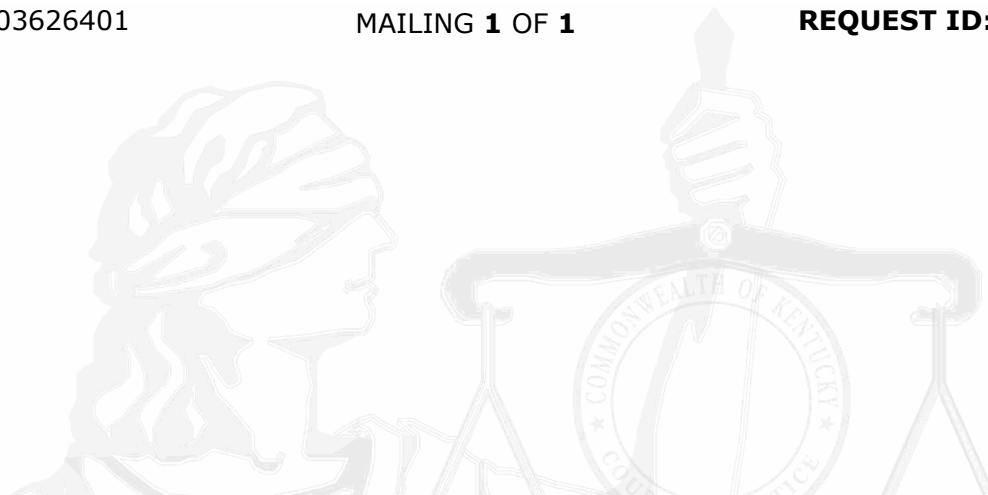 03626401 MAILING 1 OF 1 REQUEST ID:
COMMONWEALTH OF KENTUCKY